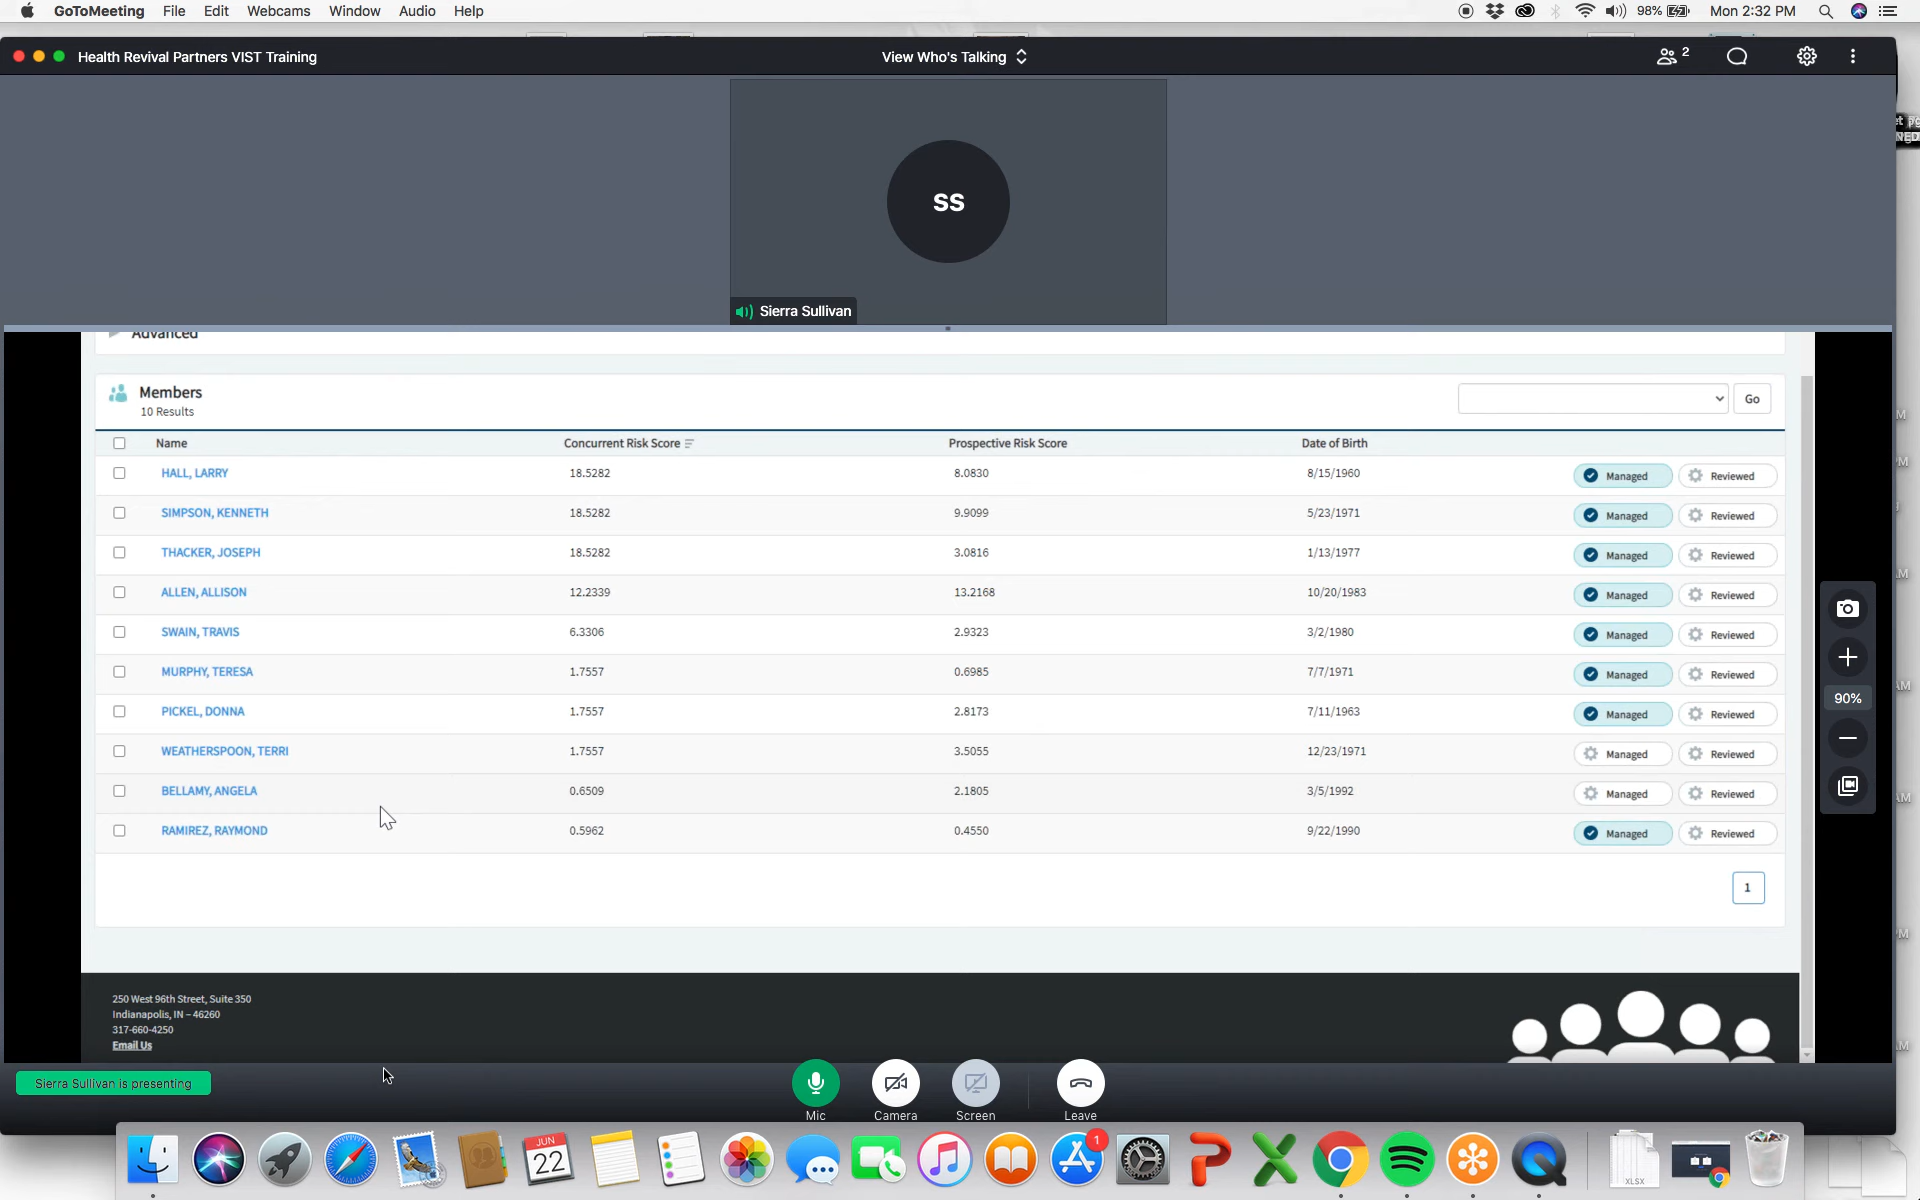 GoToMeeting File Edit Webcams Window Audio Help 98% Mon 2:32 PM
Health Revival Partners VIST Training View Who's Talking 2
SS
Sierra Sullivan
Advanced
Members
10 Results
Go
Name Concurrent Risk Score Prospective Risk Score Date of Birth
HALL, LARRY 18.5282 8.0830 8/15/1960 Managed Reviewed
SIMPSON, KENNETH 18.5282 9.9099 5/23/1971 Managed Reviewed
THACKER, JOSEPH 18.5282 3.0816 1/13/1977 Managed Reviewed
ALLEN, ALLISON 12.2339 13.2168 10/20/1983 Managed Reviewed
SWAIN, TRAVIS 6.3306 2.9323 3/2/1980 Managed Reviewed
MURPHY, TERESA 1.7557 0.6985 7/7/1971 Managed Reviewed
PICKEL, DONNA 1.7557 2.8173 7/11/1963 Managed Reviewed
WEATHERSPOON, TERRI 1.7557 3.5055 12/23/1971 Managed Reviewed
BELLAMY, ANGELA 0.6509 2.1805 3/5/1992 Managed Reviewed
RAMIREZ, RAYMOND 0.5962 0.4550 9/22/1990 Managed Reviewed
1
90%
250 West 96th Street, Suite 350
Indianapolis, IN – 46260
317-660-4250
Email Us
Sierra Sullivan is presenting
Mic Camera Screen Leave
JUN
22
1
XLSX